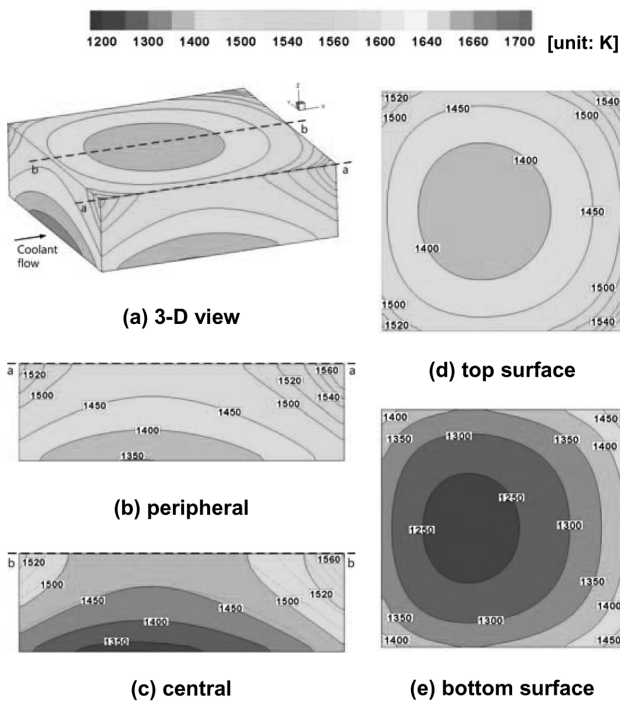 1200 1300 1400 1500 1540 1560 1600 1640 1660 1700 [unit: K]
z
Y
X
b
b
a
a
Coolant
flow
(a) 3-D view
1520 1450 1540
1500 1500
1400
1450
1400
1500 1500
1520 1540
(d) top surface
a 1520 1560 a
1520
1500 1450 1450 1500 1540
1400
1350
(b) peripheral
b 1520 1560 b
1500 1450 1450 1500 1520
1400
1350
(c) central
1400 1450
1350 1300 1350 1400
1250
1250 1300
1350
1350 1400
1400 1300 1450
(e) bottom surface